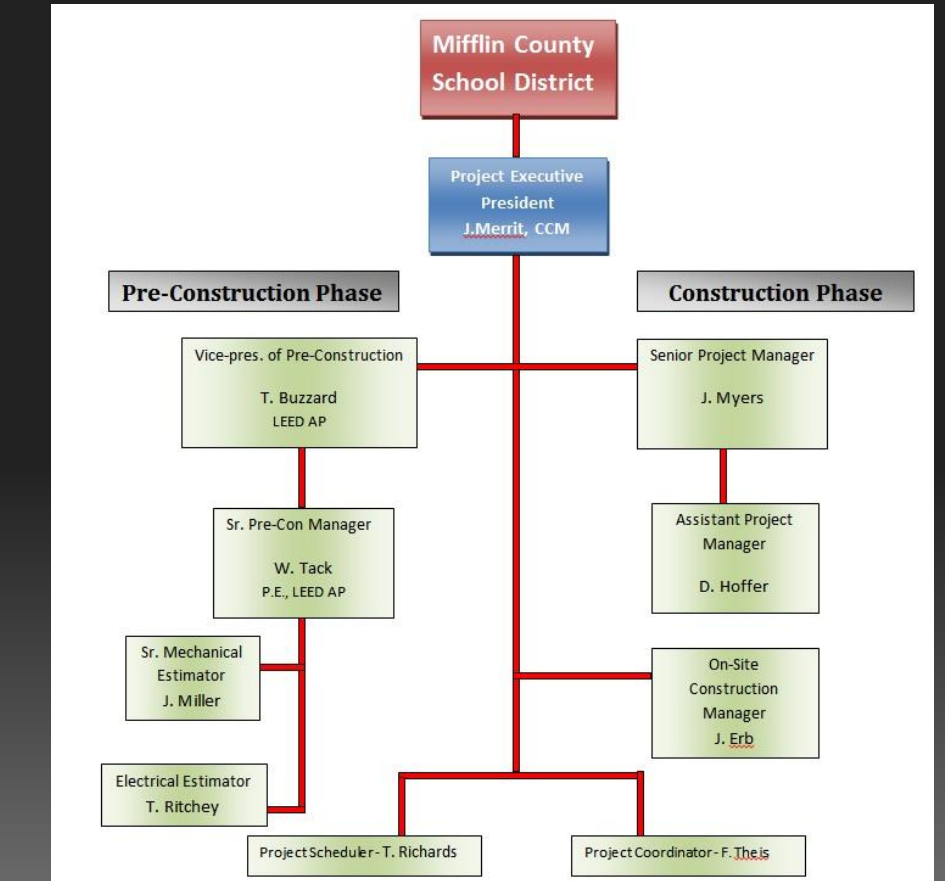 Mifflin County
School District
Project Executive
President
J.Merrit, CCM
Pre-Construction Phase
Construction Phase
Vice-pres. of Pre-Construction
T. Buzzard
LEED AP
Senior Project Manager
J. Myers
Sr. Pre-Con Manager
W. Tack
P.E., LEED AP
Assistant Project
Manager
D. Hoffer
Sr. Mechanical
Estimator
J. Miller
On-Site
Construction
Manager
J. Erb
Electrical Estimator
T. Ritchey
Project Scheduler- T. Richards
Project Coordinator- F. Theis